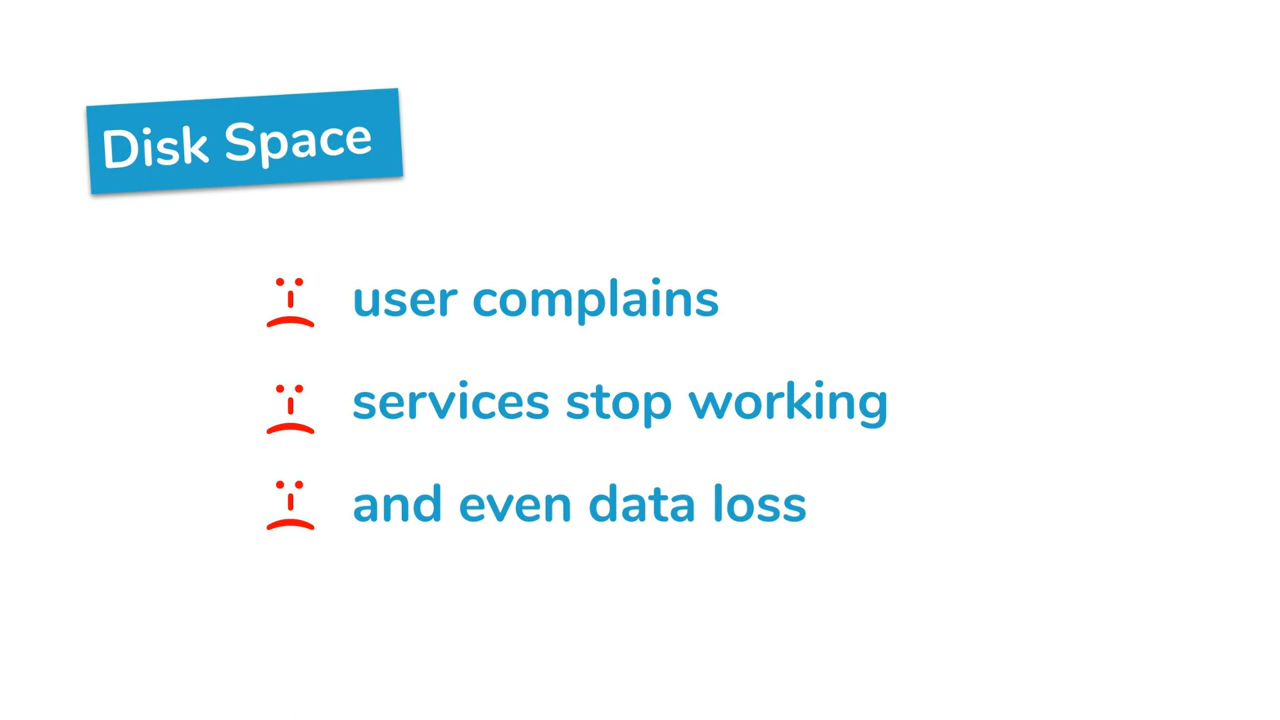 Disk Space
user complains
services stop working
and even data loss